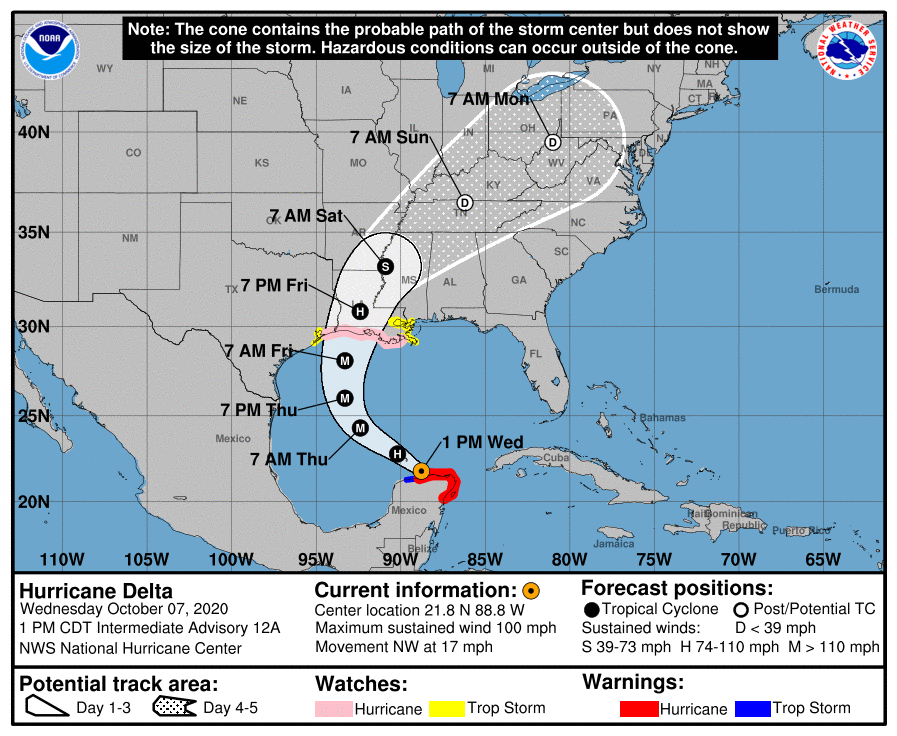 Note: The cone contains the probable path of the storm center but does not show
the size of the storm. Hazardous conditions can occur outside of the cone.
NOAA
NATIONAL WEATHER SERVICE
WY
IA
MI
NY
NH
MA
CT
RI
NE
7 AM Mon
PA
40N
IL
IN
OH
NJ
CO
KS
MO
7 AM Sun
WV
MD
DE
KY
VA
TN
NC
7 AM Sat
OK
AR
35N
NM
SC
7 PM Fri
TX
LA
MS
AL
GA
Bermuda
30N
7 AM Fri
FL
25N
7 PM Thu
Bahamas
Mexico
7 AM Thu
1 PM Wed
Cuba
20N
Mexico
Haiti
Dominican
Republic
Puerto Rico
Jamaica
Belize
D
D
S
H
M
M
M
H
110W 105W 100W 95W 90W 85W 80W 75W 70W 65W
Hurricane Delta
Wednesday October 07, 2020
1 PM CDT Intermediate Advisory 12A
NWS National Hurricane Center
Current information:
Center location 21.8 N 88.8 W
Maximum sustained wind 100 mph
Movement NW at 17 mph
Forecast positions:
Tropical Cyclone Post/Potential TC
Sustained winds: D < 39 mph
S 39-73 mph H 74-110 mph M > 110 mph
Potential track area:
Day 1-3 Day 4-5
Watches:
Hurricane Trop Storm
Warnings:
Hurricane Trop Storm